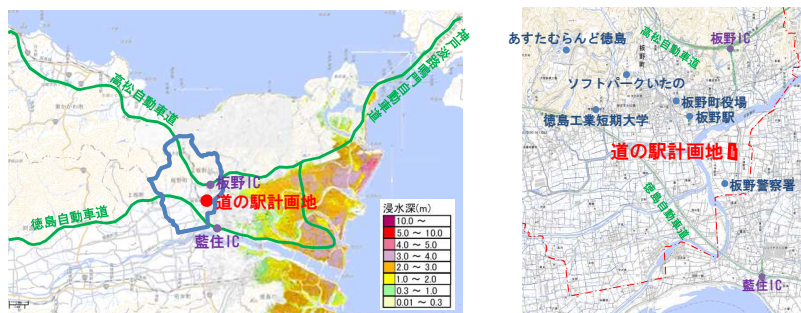 神戸淡路鳴門自動車道
高松自動車道
板野IC
道の駅計画地
徳島自動車道
藍住IC
浸水深(m)
10.0 ～
5.0 ～ 10.0
4.0 ～ 5.0
3.0 ～ 4.0
2.0 ～ 3.0
1.0 ～ 2.0
0.3 ～ 1.0
0.01 ～ 0.3
板野IC
あすたむらんど徳島
高松自動車道
ソフトパークいたの
板野町役場
板野駅
徳島工業短期大学
道の駅計画地
板野警察署
徳島自動車道
藍住IC